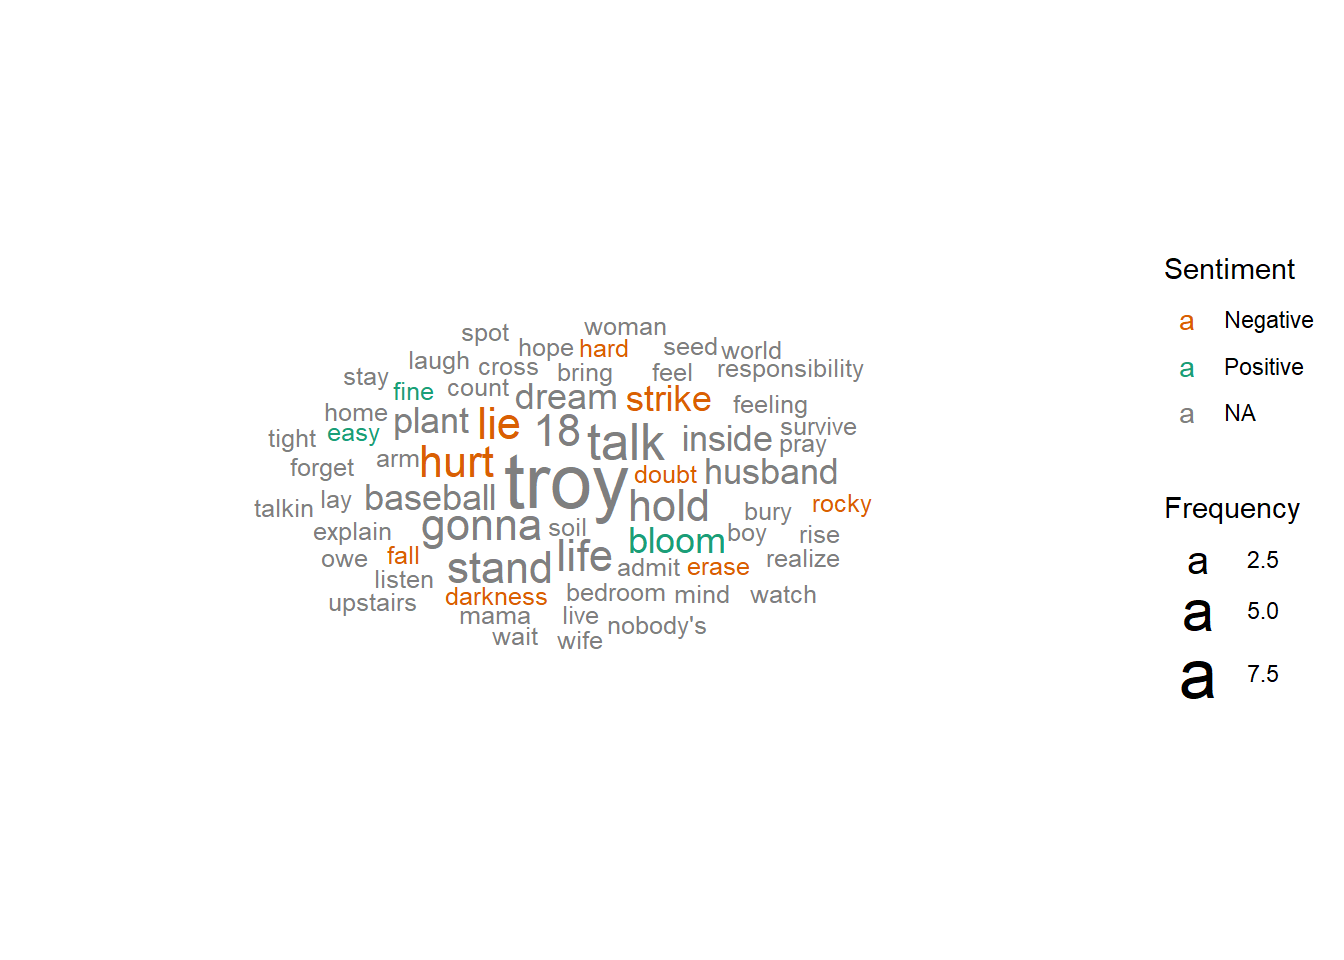 spot
woman
hope
hard
seed
world
laugh
cross
bring
feel
responsibility
stay
fine
count
dream
strike
feeling
home
plant
lie
18
talk
inside
survive
tight
easy
pray
forget
arm
hurt
troy
doubt
husband
talkin
lay
baseball
hold
bury
rocky
explain
gonna
soil
bloom
boy
rise
owe
fall
life
listen
stand
admit
erase
realize
upstairs
darkness
bedroom
mind
watch
mama
live
nobody's
wait
wife
Sentiment
a Negative
a Positive
a NA
Frequency
a 2.5
a 5.0
a 7.5